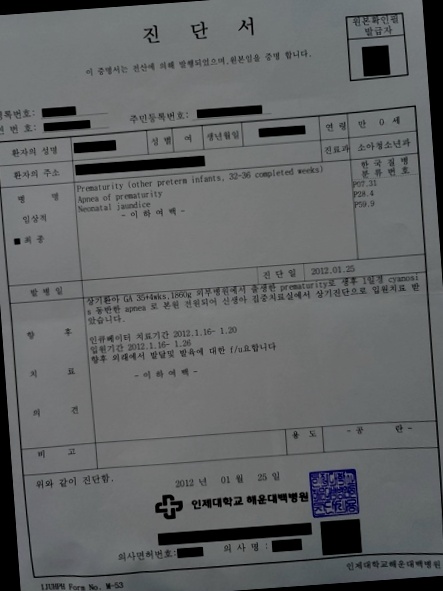 진 단 서
원본확인필
발급자
이 증명서는 전산에 의해 발행되었으며, 원본임을 증명 합니다.
등록번호:
주민등록번호:
번 호:
환자의 성명
성 별 여
생년월일
연 령 만 0 세
환자의 주소
진료과 소아청소년과
병 명
Prematurity (other preterm infants, 32-36 completed weeks)
한 국 질 병
분 류 번 호
임상적
Apnea of prematurity
P07.31
Neonatal jaundice
P28.4
- 이 하 여 백 -
P59.9
■ 최 종
발 병 일
진 단 일 2012.01.25
상기환아 GA 35+4wks, 1860g 외부병원에서 출생한 prematurity로 생후 1일경 cyanosi
s 동반한 apnea 로 본원 전원되어 신생아 집중치료실에서 상기진단으로 입원치료 받
았습니다.
향 후
인큐베이터 치료기간 2012.1.16- 1.20
입원기간 2012.1.16- 1.26
향후 외래에서 발달및 발육에 대한 f/u요합니다
치 료
- 이 하 여 백 -
의 견
비 고
용 도
- 공 란 -
위와 같이 진단함.
2012 년 01 월 25 일
인제대학교 해운대백병원
의사면허번호:
의 사 명 :
인제대학교해운대백병원
IJUHPH Form No. M-53